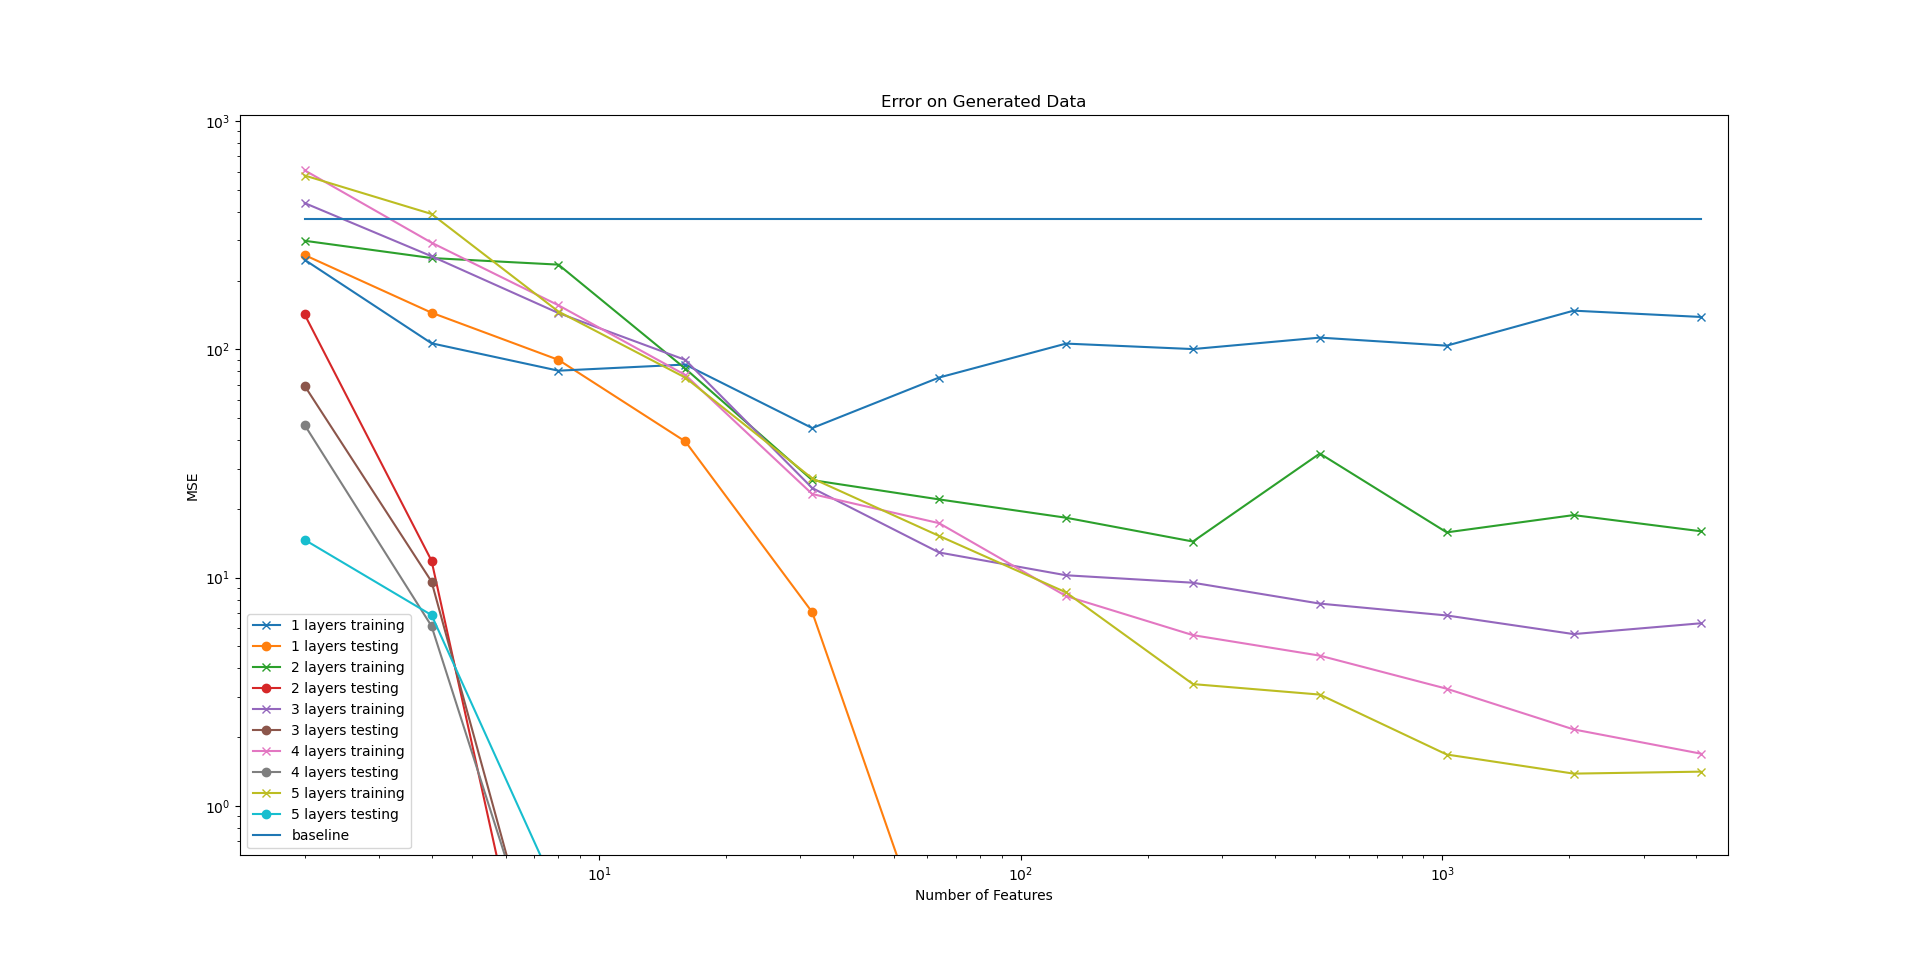 Error on Generated Data
10³
10²
10¹
10⁰
MSE
1 layers training
1 layers testing
2 layers training
2 layers testing
3 layers training
3 layers testing
4 layers training
4 layers testing
5 layers training
5 layers testing
baseline
10¹ 10² 10³
Number of Features